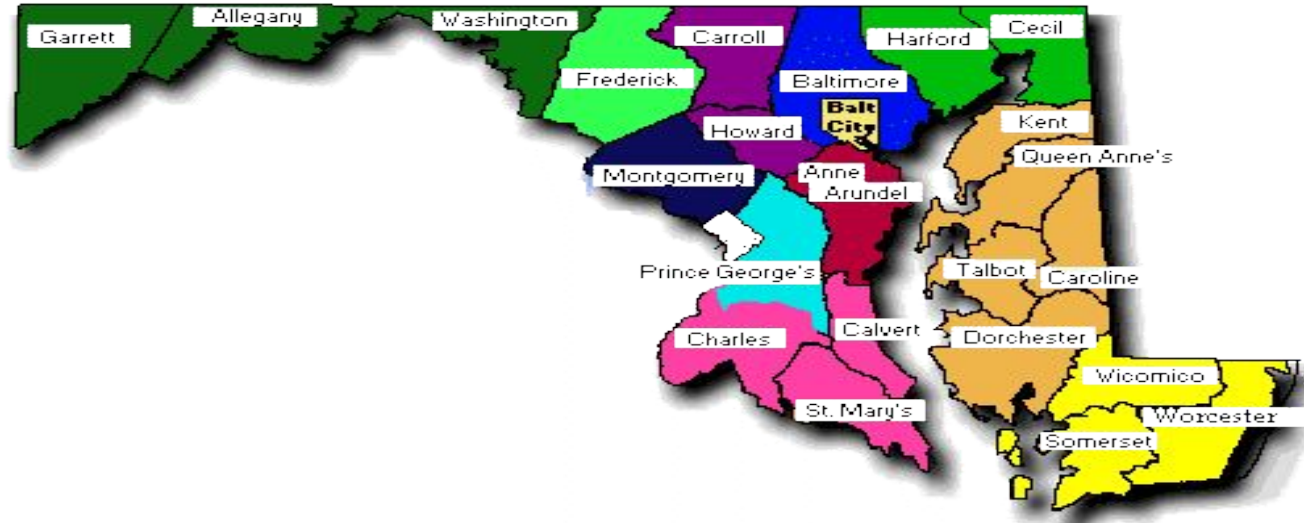 Garrett
Allegany
Washington
Frederick
Carroll
Baltimore
Harford
Cecil
Balt
City
Howard
Montgomery
Anne
Arundel
Kent
Queen Anne's
Prince George's
Talbot
Caroline
Charles
Calvert
Dorchester
St. Mary's
Wicomico
Worcester
Somerset